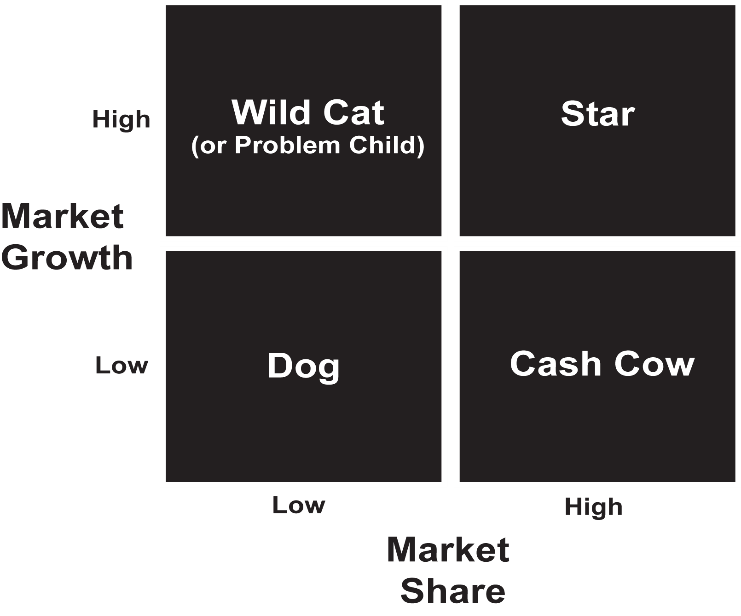 High
Wild Cat
(or Problem Child)
Star
Market
Growth
Low
Dog
Cash Cow
Low
High
Market
Share